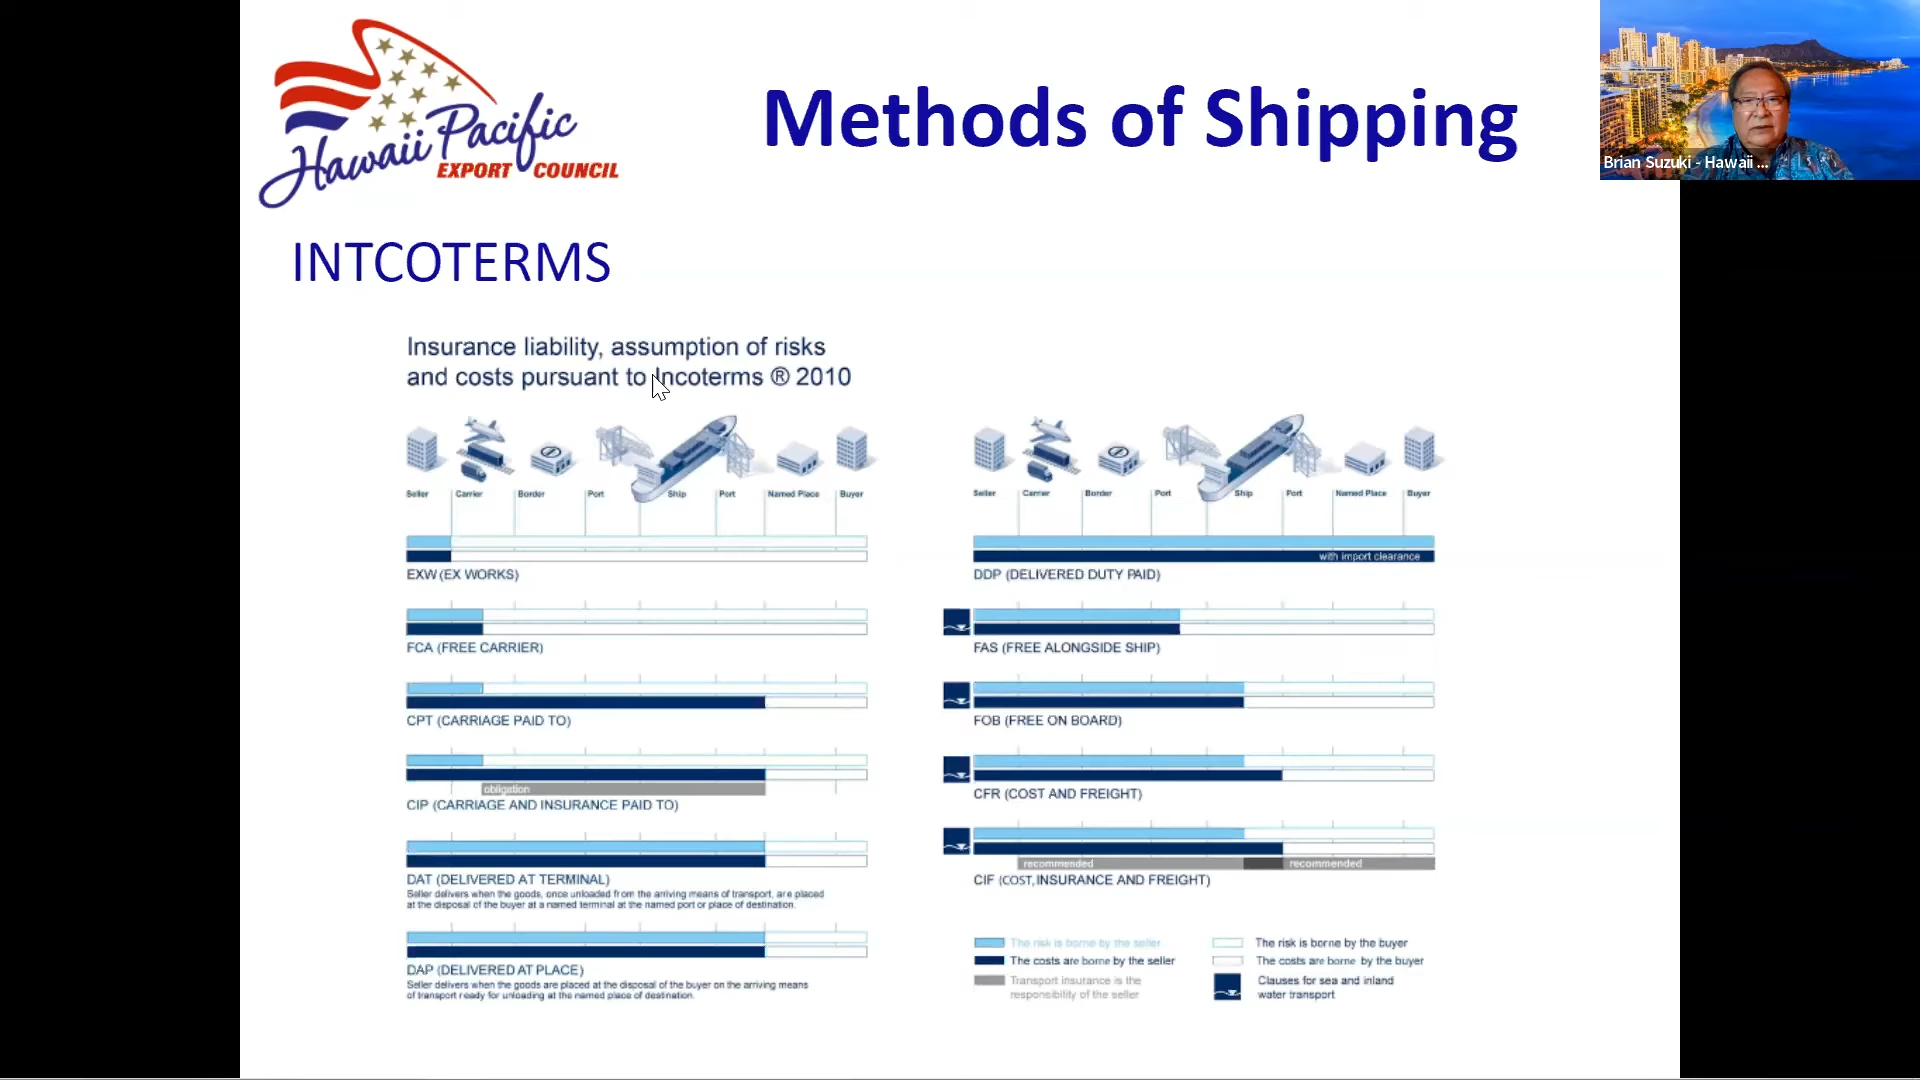 Hawaii Pacific
EXPORT COUNCIL
Methods of Shipping
Brian Suzuki - Hawaii ...
INTCOTERMS
Insurance liability, assumption of risks
and costs pursuant to Incoterms ® 2010
Seller Carrier Border Port Ship Port Named Place Buyer
EXW (EX WORKS)
FCA (FREE CARRIER)
CPT (CARRIAGE PAID TO)
obligation
CIP (CARRIAGE AND INSURANCE PAID TO)
DAT (DELIVERED AT TERMINAL)
Seller delivers when the goods, once unloaded from the arriving means of transport, are placed
at the disposal of the buyer at a named terminal at the named port or place of destination.
DAP (DELIVERED AT PLACE)
Seller delivers when the goods are placed at the disposal of the buyer on the arriving means
of transport ready for unloading at the named place of destination.
Seller Carrier Border Port Ship Port Named Place Buyer
with import clearance
DDP (DELIVERED DUTY PAID)
FAS (FREE ALONGSIDE SHIP)
FOB (FREE ON BOARD)
CFR (COST AND FREIGHT)
recommended recommended
CIF (COST, INSURANCE AND FREIGHT)
The risk is borne by the seller
The costs are borne by the seller
Transport insurance is the
responsibility of the seller
The risk is borne by the buyer
The costs are borne by the buyer
Clauses for sea and inland
water transport